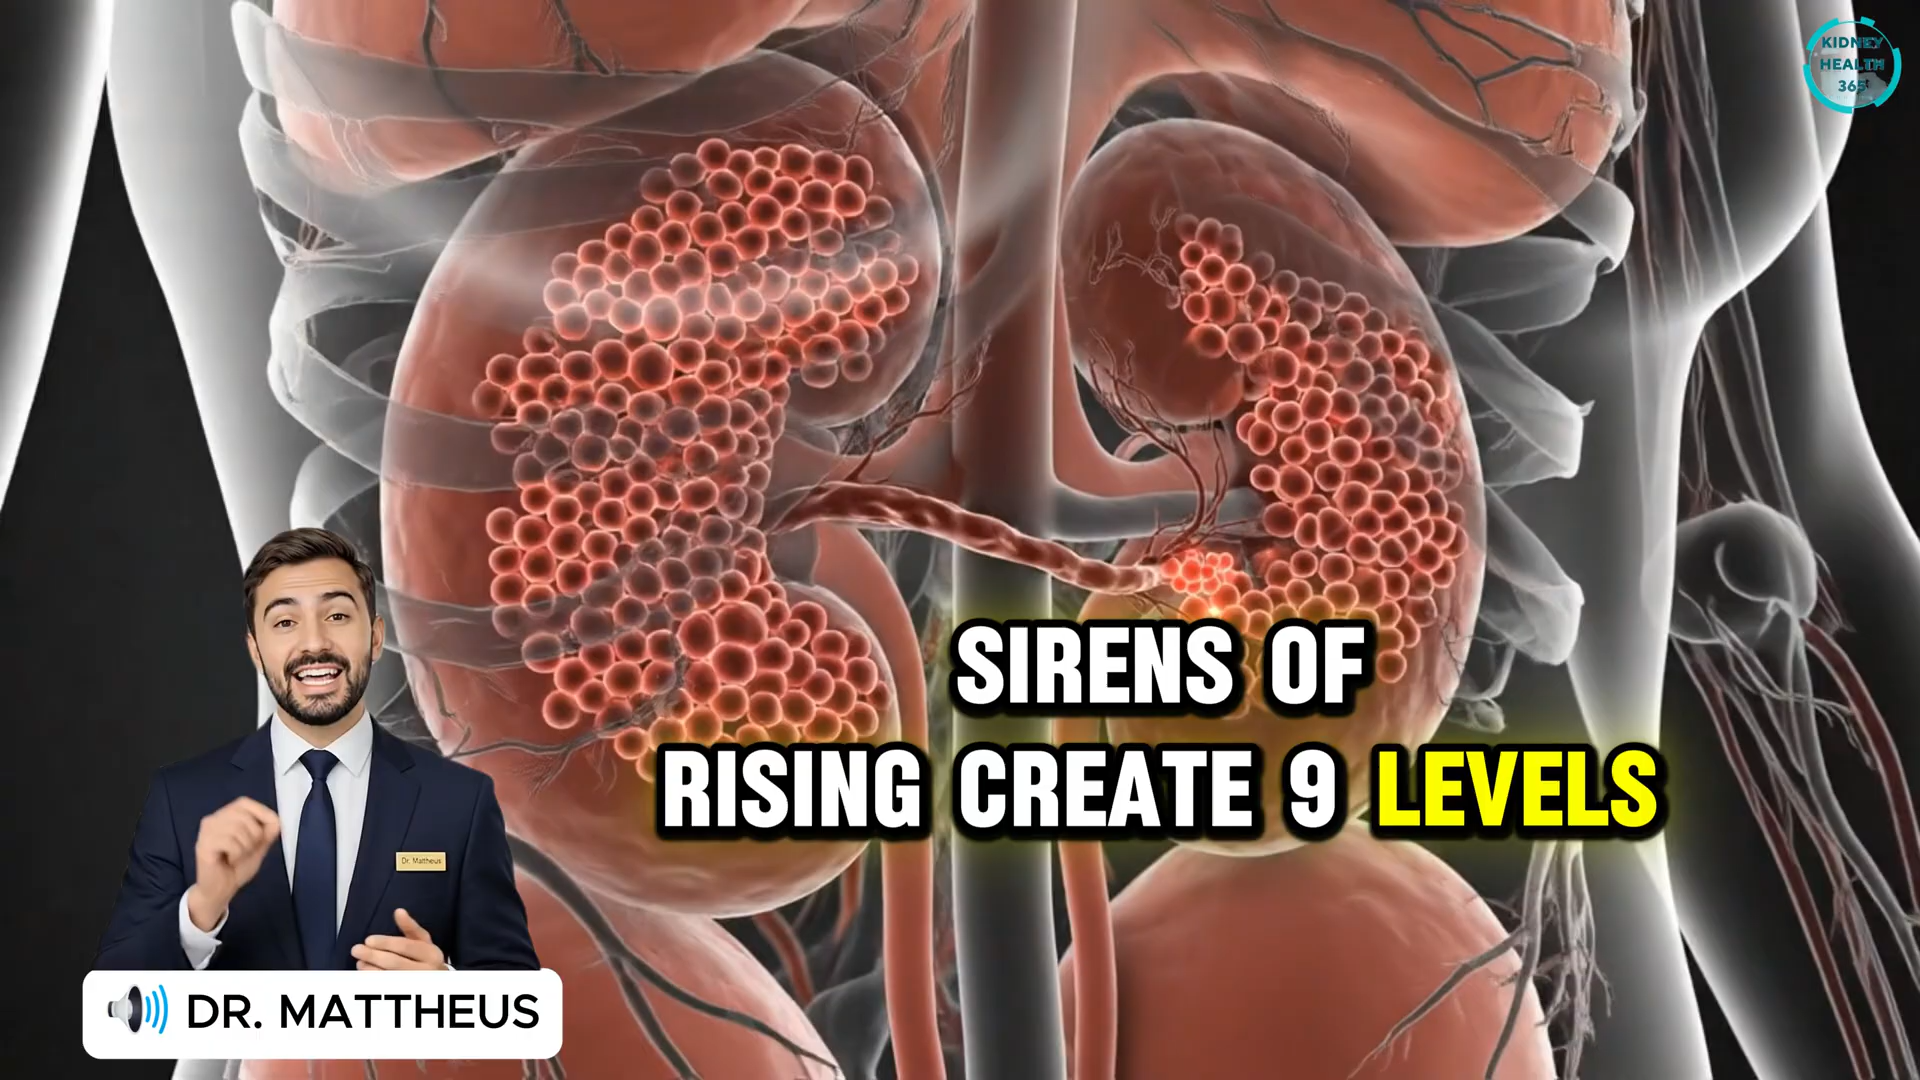 KIDNEY
HEALTH
365
SIRENS OF
RISING CREATE 9 LEVELS
Dr. Mattheus
DR. MATTHEUS